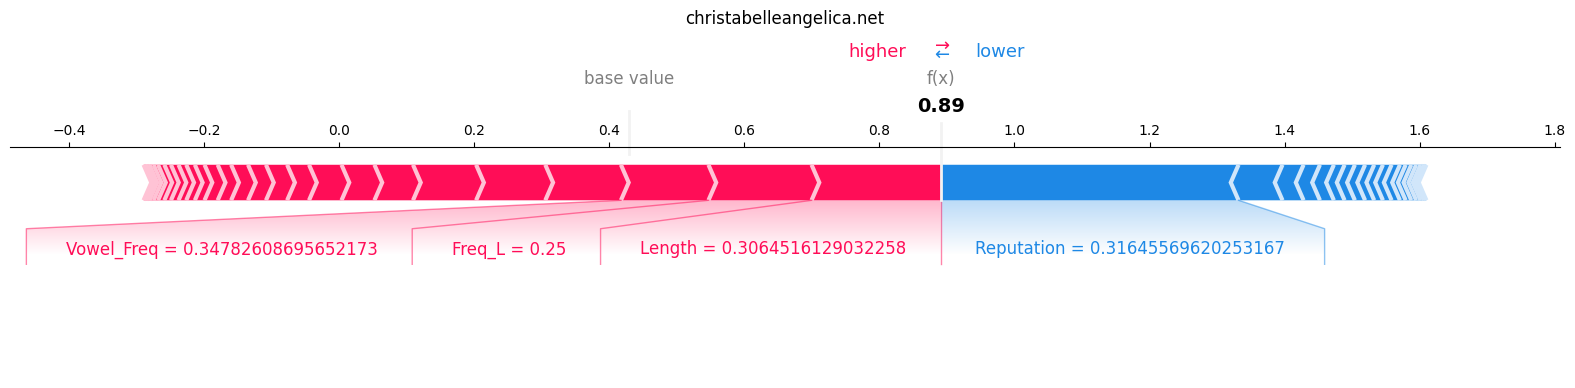 christabelleangelica.net
higher ⇄ lower
base value f(x)
0.89
−0.4 −0.2 0.0 0.2 0.4 0.6 0.8 1.0 1.2 1.4 1.6 1.8
Vowel_Freq = 0.34782608695652173 Freq_L = 0.25 Length = 0.3064516129032258 Reputation = 0.31645569620253167